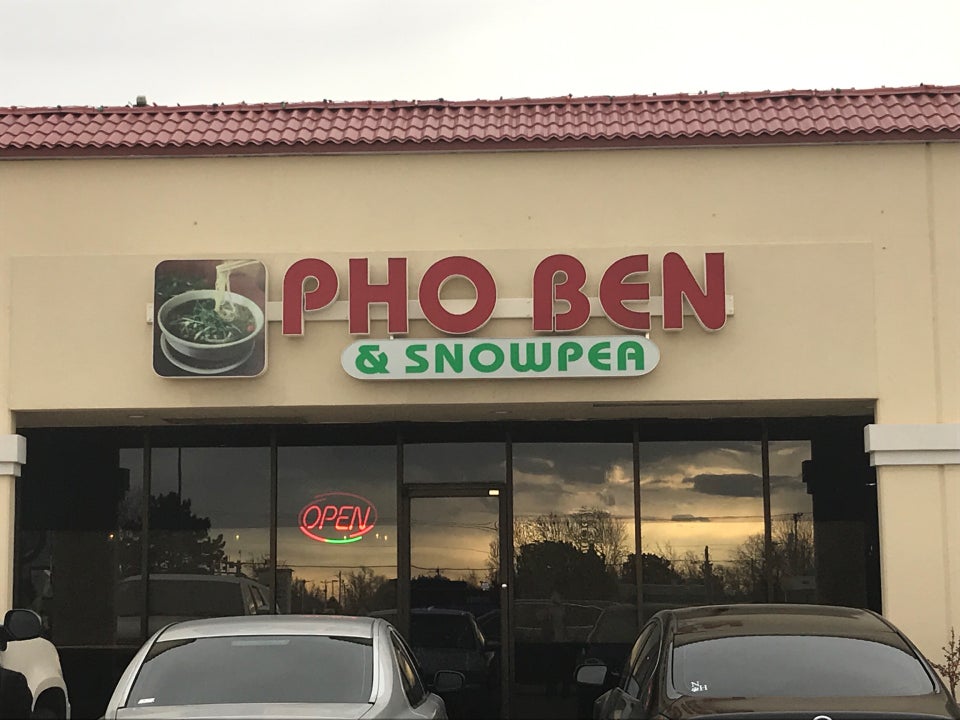 PHO BEN
& SNOWPEA
OPEN